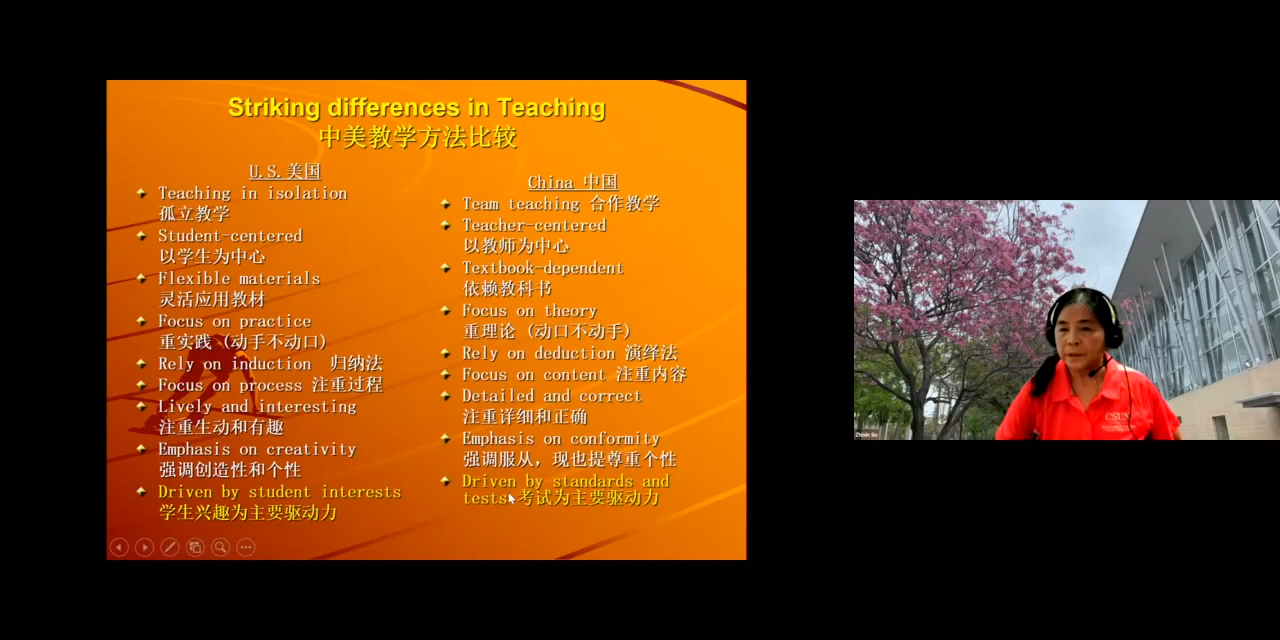 Striking differences in Teaching
中美教学方法比较
U.S.美国
Teaching in isolation
孤立教学
Student-centered
以学生为中心
Flexible materials
灵活应用教材
Focus on practice
重实践 (动手不动口)
Rely on induction 归纳法
Focus on process 注重过程
Lively and interesting
注重生动和有趣
Emphasis on creativity
强调创造性和个性
Driven by student interests
学生兴趣为主要驱动力
China 中国
Team teaching 合作教学
Teacher-centered
以教师为中心
Textbook-dependent
依赖教科书
Focus on theory
重理论 (动口不动手)
Rely on deduction 演绎法
Focus on content 注重内容
Detailed and correct
注重详细和正确
Emphasis on conformity
强调服从，现也提尊重个性
Driven by standards and
tests 考试为主要驱动力
CSUN
Zhixin Su